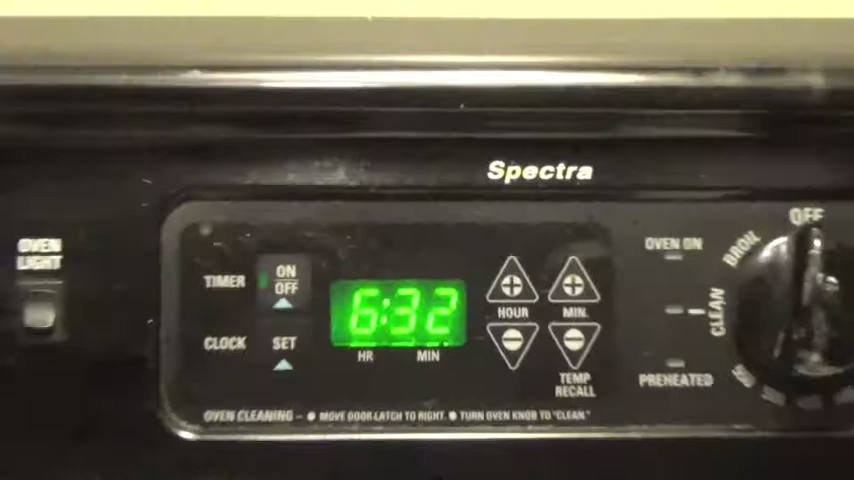 Spectra
OVEN
LIGHT
TIMER
ON
OFF
CLOCK
SET
6:32
HR
MIN
HOUR
MIN.
TEMP
RECALL
OVEN ON
CLEAN
PREHEATED
OFF
BROIL
OVEN CLEANING – • MOVE DOOR LATCH TO RIGHT. • TURN OVEN KNOB TO "CLEAN."